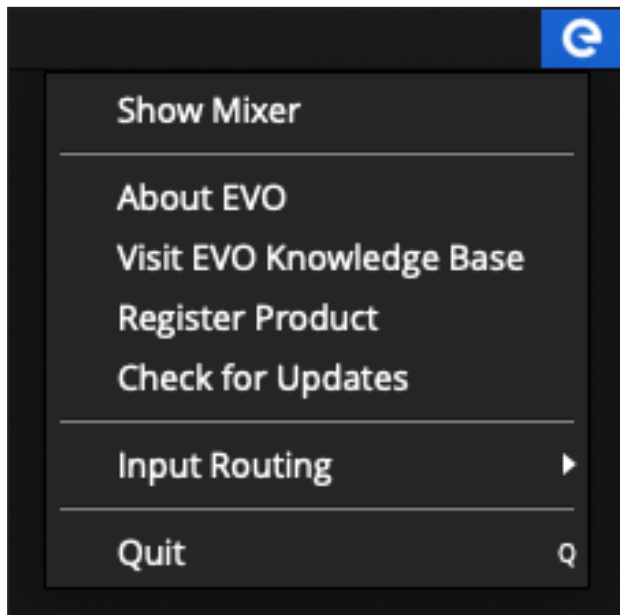 e
Show Mixer
About EVO
Visit EVO Knowledge Base
Register Product
Check for Updates
Input Routing
Quit Q